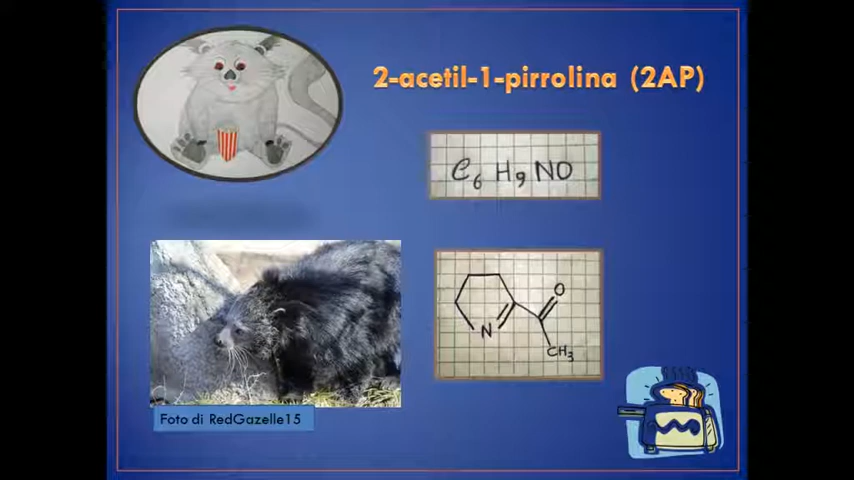 2-acetil-1-pirrolina (2AP)
C6 H9 NO
O
N
CH3
Foto di RedGazelle15